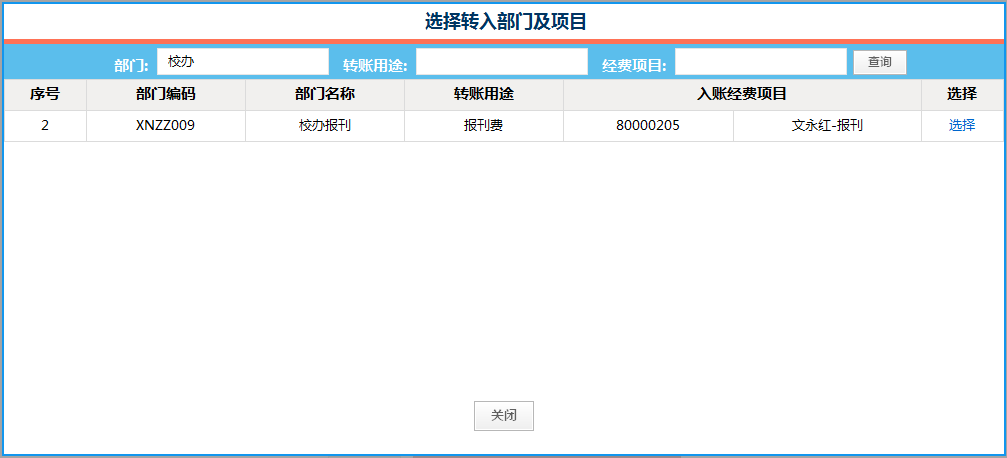 选择转入部门及项目
部门: 校办 转账用途: 经费项目: 查询
序号 部门编码 部门名称 转账用途 入账经费项目 选择
2 XNZZ009 校办报刊 报刊费 80000205 文永红-报刊 选择
关闭